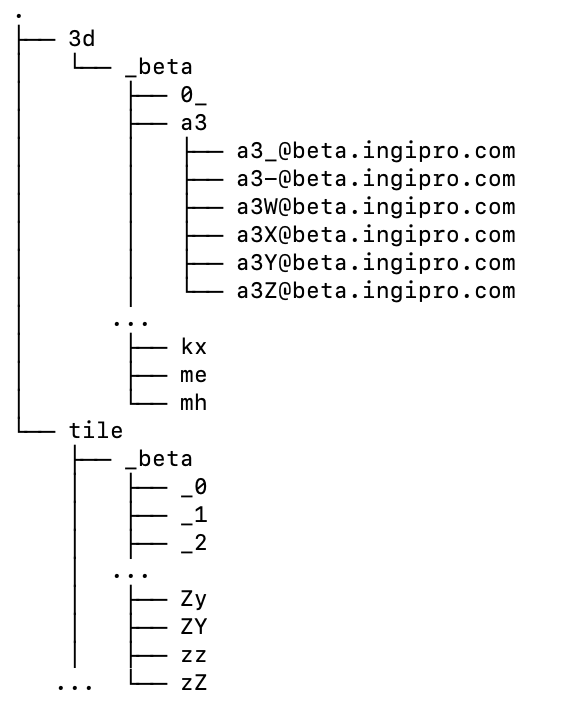 .
├── 3d
│   └── _beta
│       ├── 0_
│       ├── a3
│       │   ├── a3_@beta.ingipro.com
│       │   ├── a3-@beta.ingipro.com
│       │   ├── a3W@beta.ingipro.com
│       │   ├── a3X@beta.ingipro.com
│       │   ├── a3Y@beta.ingipro.com
│       │   └── a3Z@beta.ingipro.com
│      ...
│       ├── kx
│       ├── me
│       └── mh
└── tile
    ├── _beta
    │   ├── _0
    │   ├── _1
    │   ├── _2
    │  ...
    │   ├── Zy
    │   ├── ZY
    │   ├── zz
   ...  └── zZ